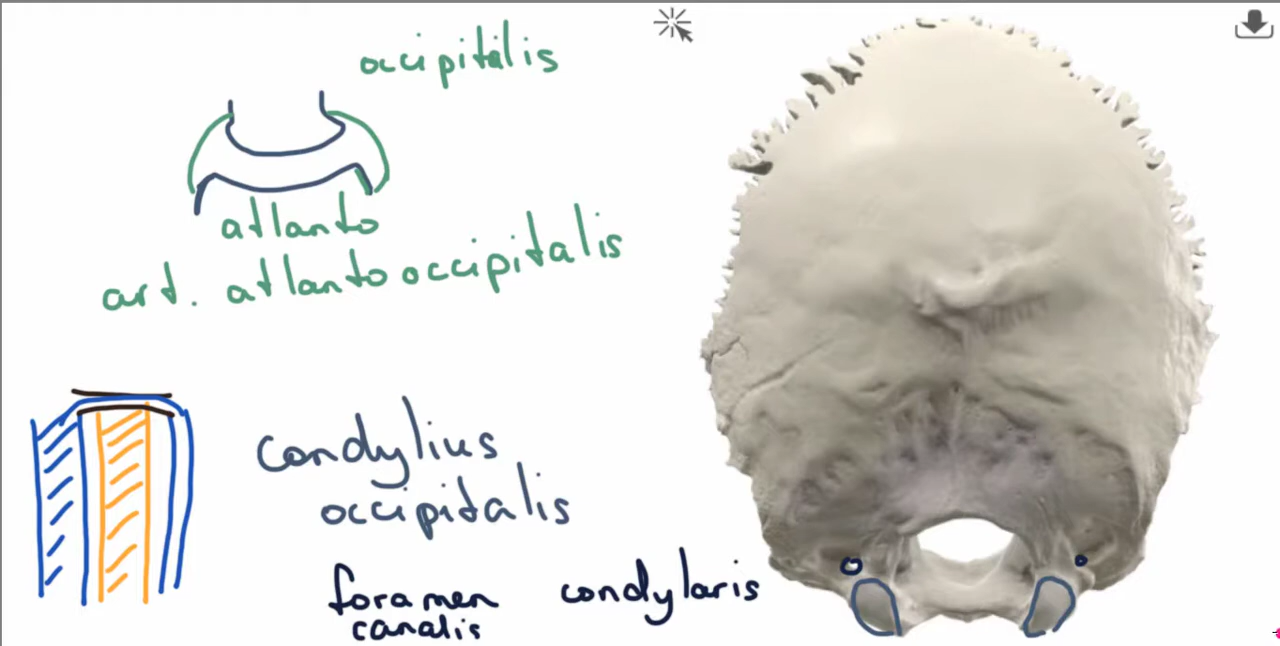 occipitalis
atlanto
art. atlantooccipitalis
condylius
occipitalis
foramen condylaris
canalis